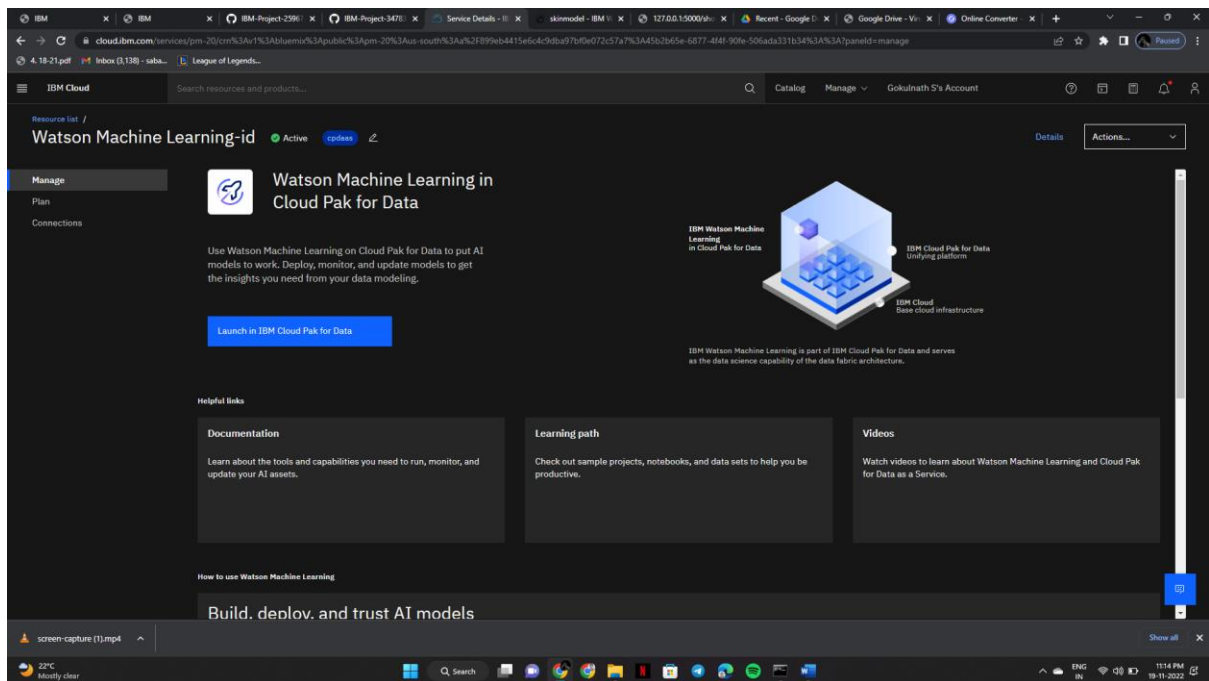 IBM
IBM
IBM-Project-25967
IBM-Project-3478
Service Details - IB
skinmodel - IBM W
127.0.0.1:5000/sho
Recent - Google D
Google Drive - Vir
Online Converter -
cloud.ibm.com/services/pm-20/crn%3Av1%3Abluemix%3Apublic%3Apm-20%3Aus-south%3Aa%2F899eb4415e6c4c9dba97bf0e072c57a7%3A45b2b65e-6877-4f4f-90fe-506ada331b34%3A%3A?paneId=manage
Paused
4. 18-21.pdf
Inbox (3,138) - saba...
League of Legends...
IBM Cloud
Search resources and products...
Catalog
Manage
Gokulnath S's Account
Resource list /
Watson Machine Learning-id
Active
cpdaas
Details
Actions...
Manage
Plan
Connections
Watson Machine Learning in
Cloud Pak for Data
Use Watson Machine Learning on Cloud Pak for Data to put AI
models to work. Deploy, monitor, and update models to get
the insights you need from your data modeling.
Launch in IBM Cloud Pak for Data
IBM Watson Machine
Learning
in Cloud Pak for Data
IBM Cloud Pak for Data
Unifying platform
IBM Cloud
Base cloud infrastructure
IBM Watson Machine Learning is part of IBM Cloud Pak for Data and serves
as the data science capability of the data fabric architecture.
Helpful links
Documentation
Learn about the tools and capabilities you need to run, monitor, and
update your AI assets.
Learning path
Check out sample projects, notebooks, and data sets to help you be
productive.
Videos
Watch videos to learn about Watson Machine Learning and Cloud Pak
for Data as a Service.
How to use Watson Machine Learning
Build, deploy, and trust AI models
screen-capture (1).mp4
Show all
22°C
Mostly clear
Search
ENG
IN
11:14 PM
19-11-2022